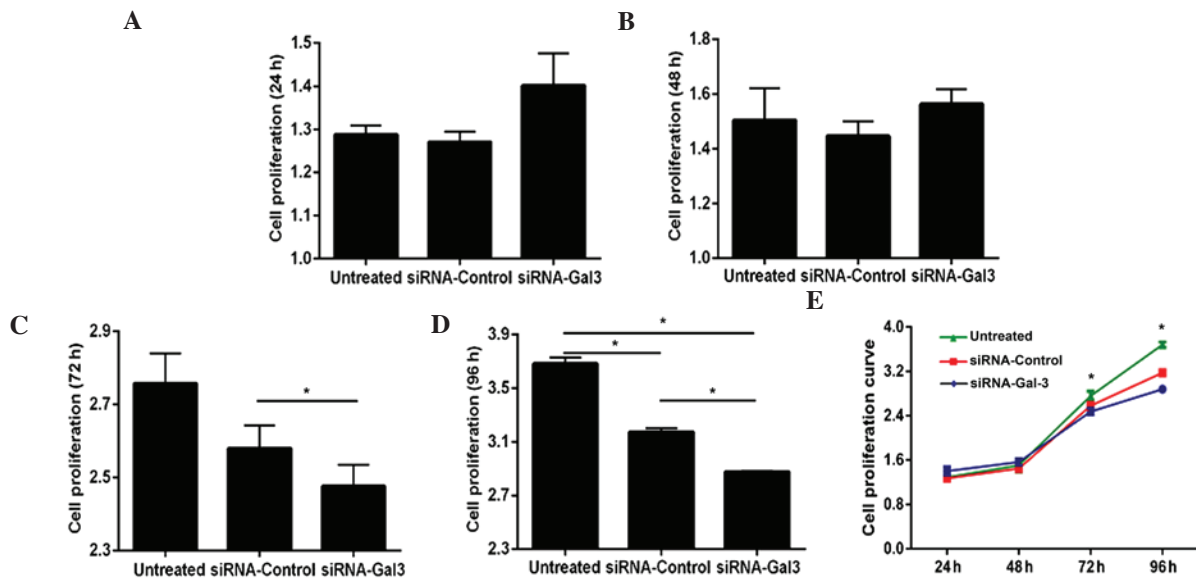 A
Cell proliferation (24 h)
1.5
1.4
1.3
1.2
1.1
1.0
Untreated siRNA-Control siRNA-Gal3
B
Cell proliferation (48 h)
1.8
1.6
1.4
1.2
1.0
Untreated siRNA-Control siRNA-Gal3
C
Cell proliferation (72 h)
2.9
2.7
2.5
2.3
*
Untreated siRNA-Control siRNA-Gal3
D
Cell proliferation (96 h)
3.9
3.5
3.1
2.7
2.3
*
*
*
Untreated siRNA-Control siRNA-Gal3
E
Cell proliferation curve
4.0
3.2
2.4
1.6
0.8
0.0
Untreated
siRNA-Control
siRNA-Gal-3
*
*
24h 48h 72h 96h